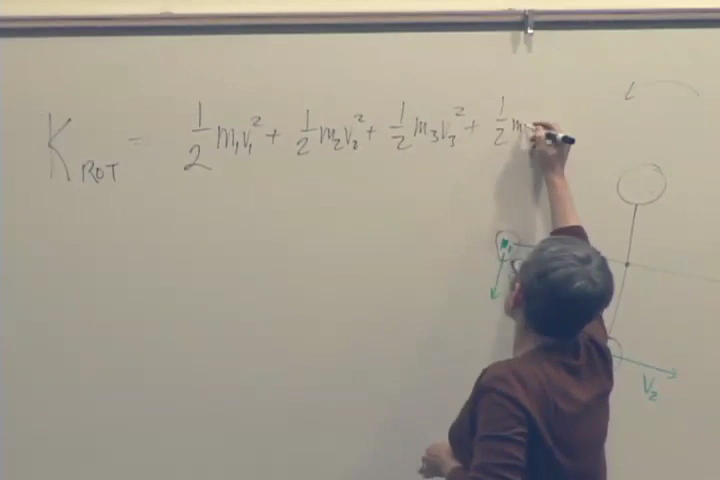 K_ROT = 1/2 m₁v₁² + 1/2 m₂v₂² + 1/2 m₃v₃² + 1/2 m
V₂